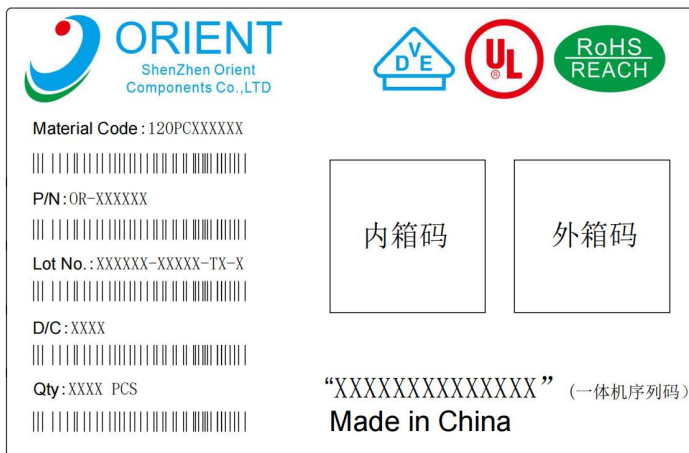 ORIENT
ShenZhen Orient
Components Co.,LTD
VDE
UL
®
RoHS
REACH
Material Code:120PCXXXXXX
P/N:OR-XXXXXX
Lot No.:XXXXXX-XXXXX-TX-X
D/C:XXXX
Qty:XXXX PCS
内箱码
外箱码
“XXXXXXXXXXXXXX” (一体机序列码)
Made in China